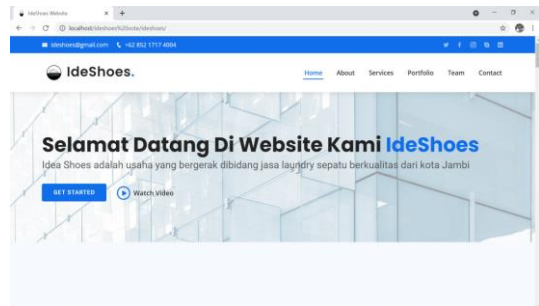 IdeShoes Website
localhost/ideshoes%20note/ideshoes/
ideshoes@gmail.com +62 852 1717 4004
IdeShoes.
Home About Services Portfolio Team Contact
Selamat Datang Di Website Kami IdeShoes
Idea Shoes adalah usaha yang bergerak dibidang jasa laundry sepatu berkualitas dari kota Jambi
GET STARTED Watch Video